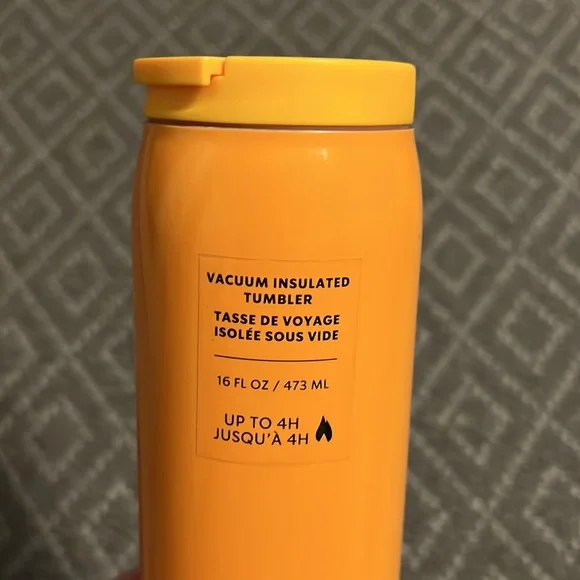 VACUUM INSULATED
TUMBLER
TASSE DE VOYAGE
ISOLÉE SOUS VIDE
16 FL OZ / 473 ML
UP TO 4H
JUSQU'À 4H